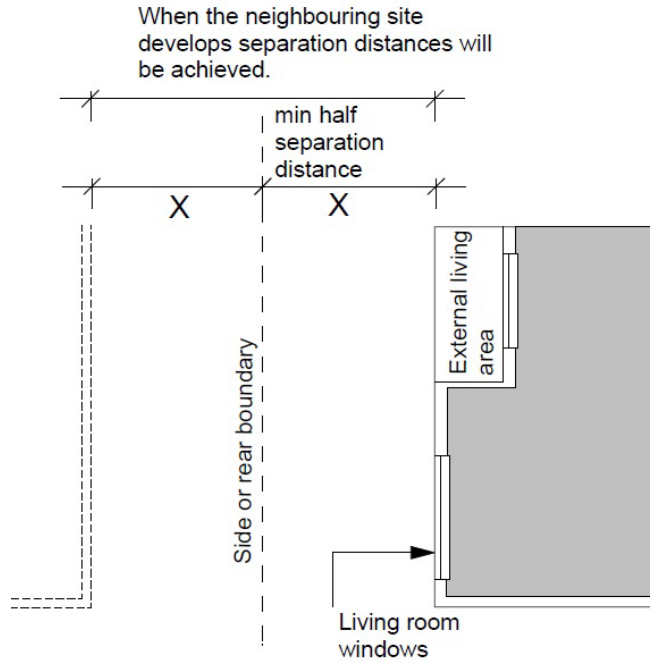 When the neighbouring site
develops separation distances will
be achieved.
min half
separation
distance
X
X
External living
area
Side or rear boundary
Living room
windows